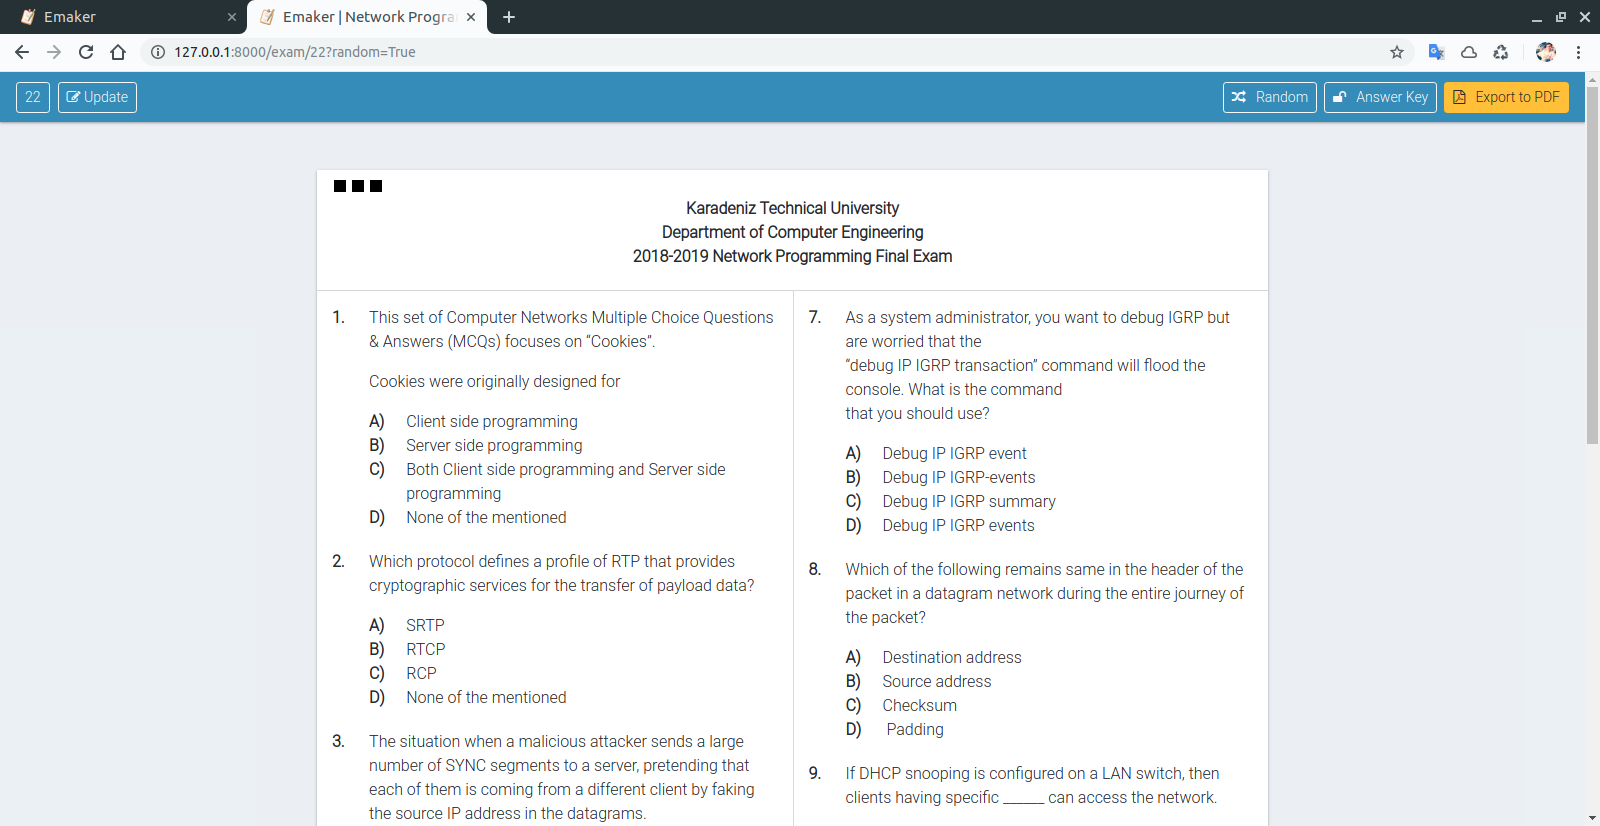 Emaker
Emaker | Network Progra
127.0.0.1:8000/exam/22?random=True
22
Update
Random
Answer Key
Export to PDF
Karadeniz Technical University
Department of Computer Engineering
2018-2019 Network Programming Final Exam
1. This set of Computer Networks Multiple Choice Questions
& Answers (MCQs) focuses on “Cookies”.
Cookies were originally designed for
A) Client side programming
B) Server side programming
C) Both Client side programming and Server side
programming
D) None of the mentioned
2. Which protocol defines a profile of RTP that provides
cryptographic services for the transfer of payload data?
A) SRTP
B) RTCP
C) RCP
D) None of the mentioned
3. The situation when a malicious attacker sends a large
number of SYNC segments to a server, pretending that
each of them is coming from a different client by faking
the source IP address in the datagrams.
7. As a system administrator, you want to debug IGRP but
are worried that the
“debug IP IGRP transaction” command will flood the
console. What is the command
that you should use?
A) Debug IP IGRP event
B) Debug IP IGRP-events
C) Debug IP IGRP summary
D) Debug IP IGRP events
8. Which of the following remains same in the header of the
packet in a datagram network during the entire journey of
the packet?
A) Destination address
B) Source address
C) Checksum
D) Padding
9. If DHCP snooping is configured on a LAN switch, then
clients having specific _____ can access the network.